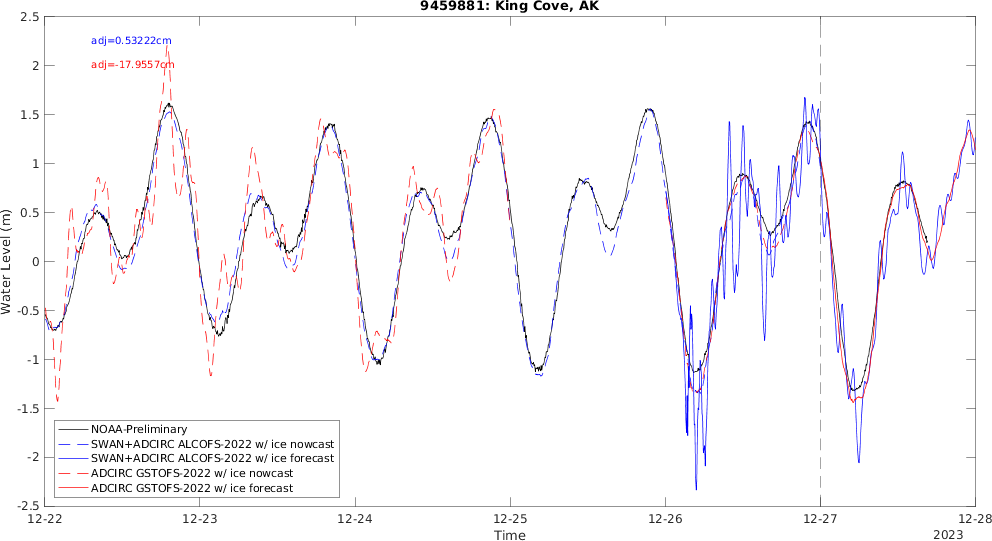 9459881: King Cove, AK
adj=0.53222cm
adj=-17.9557cm
Water Level (m)
2.5
2
1.5
1
0.5
0
-0.5
-1
-1.5
-2
-2.5
NOAA-Preliminary
SWAN+ADCIRC ALCOFS-2022 w/ ice nowcast
SWAN+ADCIRC ALCOFS-2022 w/ ice forecast
ADCIRC GSTOFS-2022 w/ ice nowcast
ADCIRC GSTOFS-2022 w/ ice forecast
12-22 12-23 12-24 12-25 12-26 12-27 12-28
Time
2023